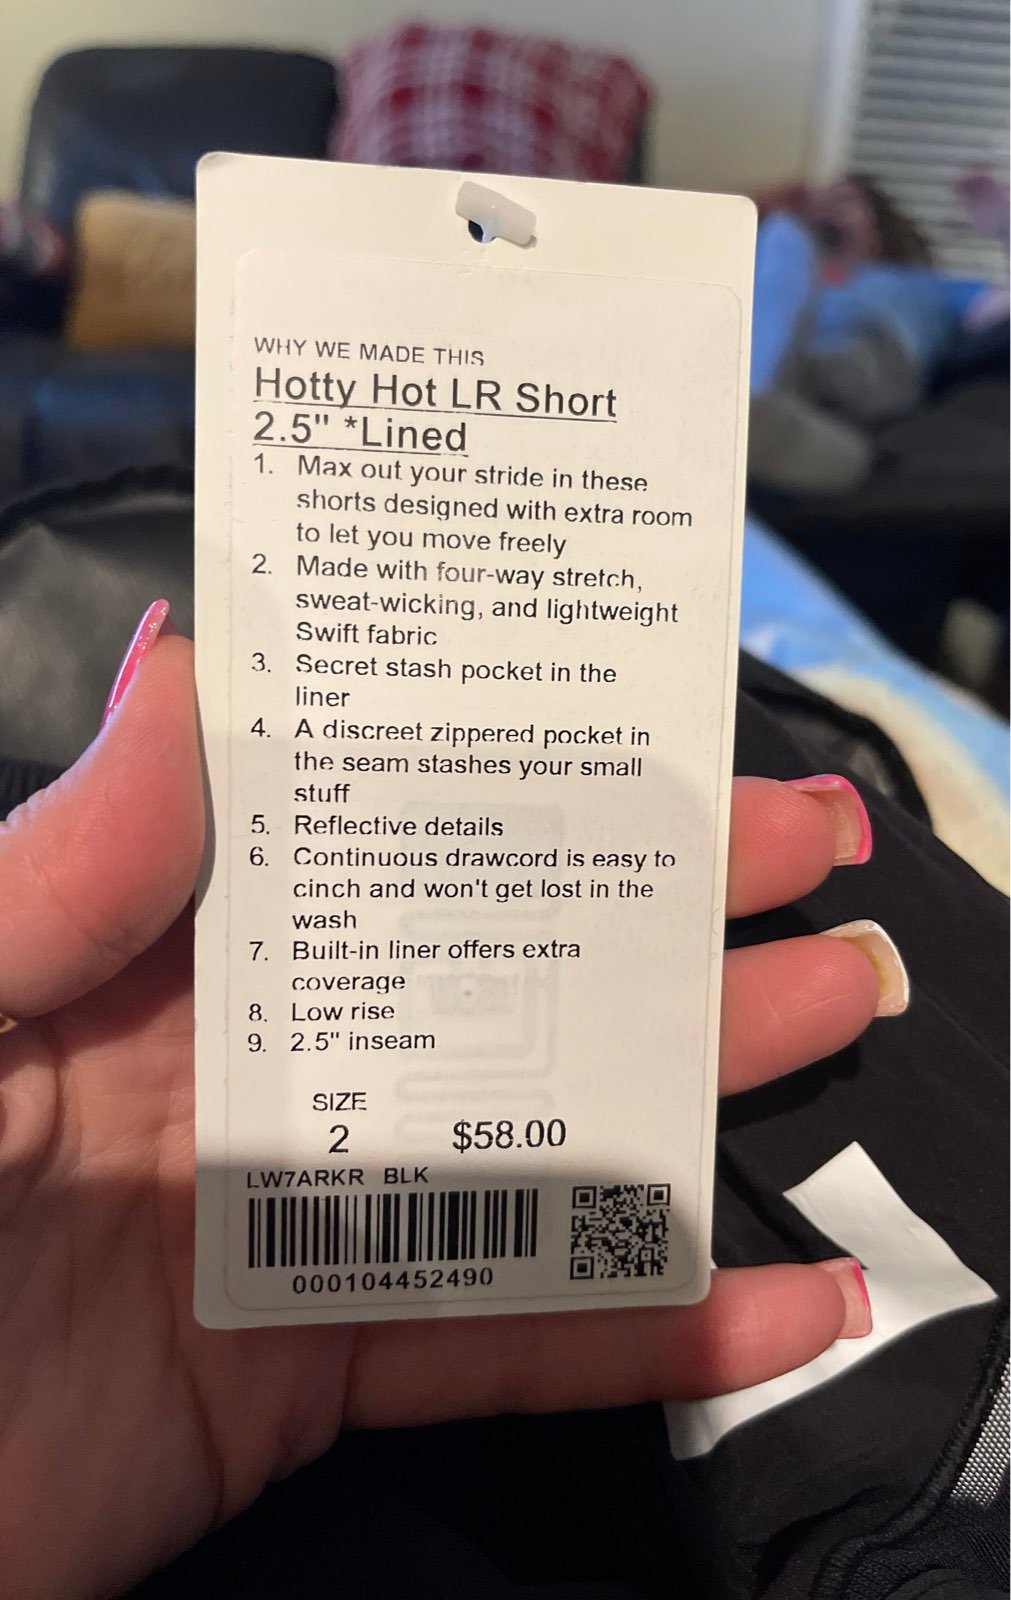 WHY WE MADE THIS
Hotty Hot LR Short
2.5" *Lined
1. Max out your stride in these
shorts designed with extra room
to let you move freely
2. Made with four-way stretch,
sweat-wicking, and lightweight
Swift fabric
3. Secret stash pocket in the
liner
4. A discreet zippered pocket in
the seam stashes your small
stuff
5. Reflective details
6. Continuous drawcord is easy to
cinch and won't get lost in the
wash
7. Built-in liner offers extra
coverage
8. Low rise
9. 2.5" inseam
SIZE
2 $58.00
LW7ARKR BLK
000104452490